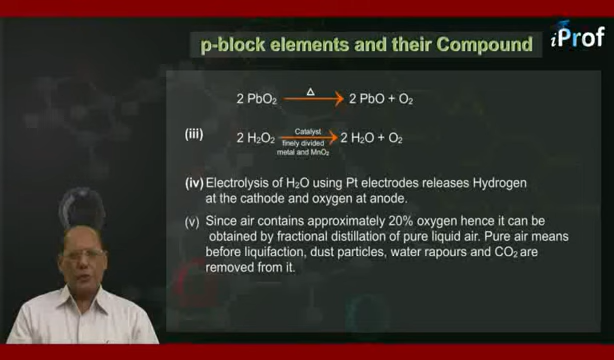 iProf
p-block elements and their Compound
2 PbO₂ Δ→ 2 PbO + O₂
(iii) 2 H₂O₂ Catalyst finely divided metal and MnO₂→ 2 H₂O + O₂
(iv) Electrolysis of H₂O using Pt electrodes releases Hydrogen
at the cathode and oxygen at anode.
(v) Since air contains approximately 20% oxygen hence it can be
obtained by fractional distillation of pure liquid air. Pure air means
before liquifaction, dust particles, water rapours and CO₂ are
removed from it.